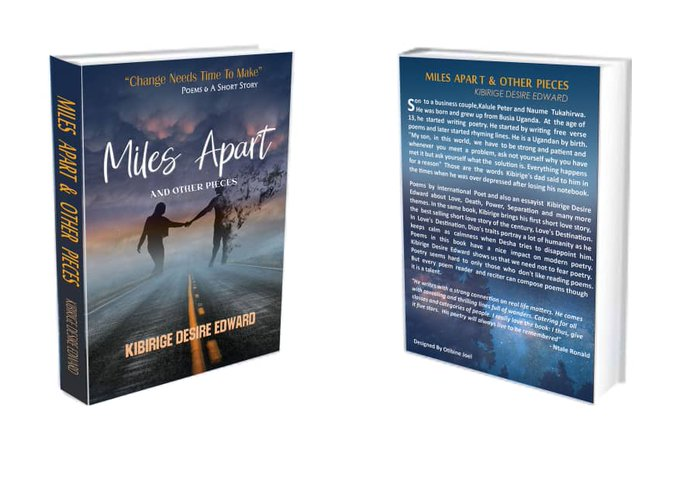 MILES APART & OTHER PIECES
KIBIRIGE DESIRE EDWARD
“Change Needs Time To Make”
POEMS & A SHORT STORY
Miles Apart
AND OTHER PIECES
KIBIRIGE DESIRE EDWARD
MILES APART & OTHER PIECES
KIBIRIGE DESIRE EDWARD
Son to a business couple,Kalule Peter and Naume Tukahirwa.
He was born and grew up from Busia Uganda. At the age of
13, he started writing poetry. He started by writing free verse
poems and later started rhyming lines. He is a Ugandan by birth.
"My son, in this world, we have to be strong and patient and
whenever you meet a problem, ask not yourself why you have
met it but ask yourself what the solution is. Everything happens
for a reason" Those are the words Kibirige's dad said to him in
the times when he was over depressed after losing his notebook.
Poems by international Poet and also an essayist Kibirige Desire
Edward about Love, Death, Power, Separation and many more
themes. In the same book, Kibirige brings his first short love story,
the best selling short love story of the century, Love's Destination.
In Love's Destination, Dizo's traits portray a lot of humanity as he
keeps calm as calmness when Desha tries to disappoint him.
Poems in this book have a nice impact on modern poetry.
Kibirige Desire Edward shows us that we need not to fear poetry.
Poetry seems hard to only those who don't like reading poems.
But every poem reader and reciter can compose poems though
it is a talent.
"He writes with a strong connection on real life matters. He comes
with revealing and thrilling lines full of wonders. Catering for all
classes and categories of people. I really love the book: I thus, give
it five stars. His poetry will always live to be remembered"
- Ntale Ronald
Designed By Otibine Joel